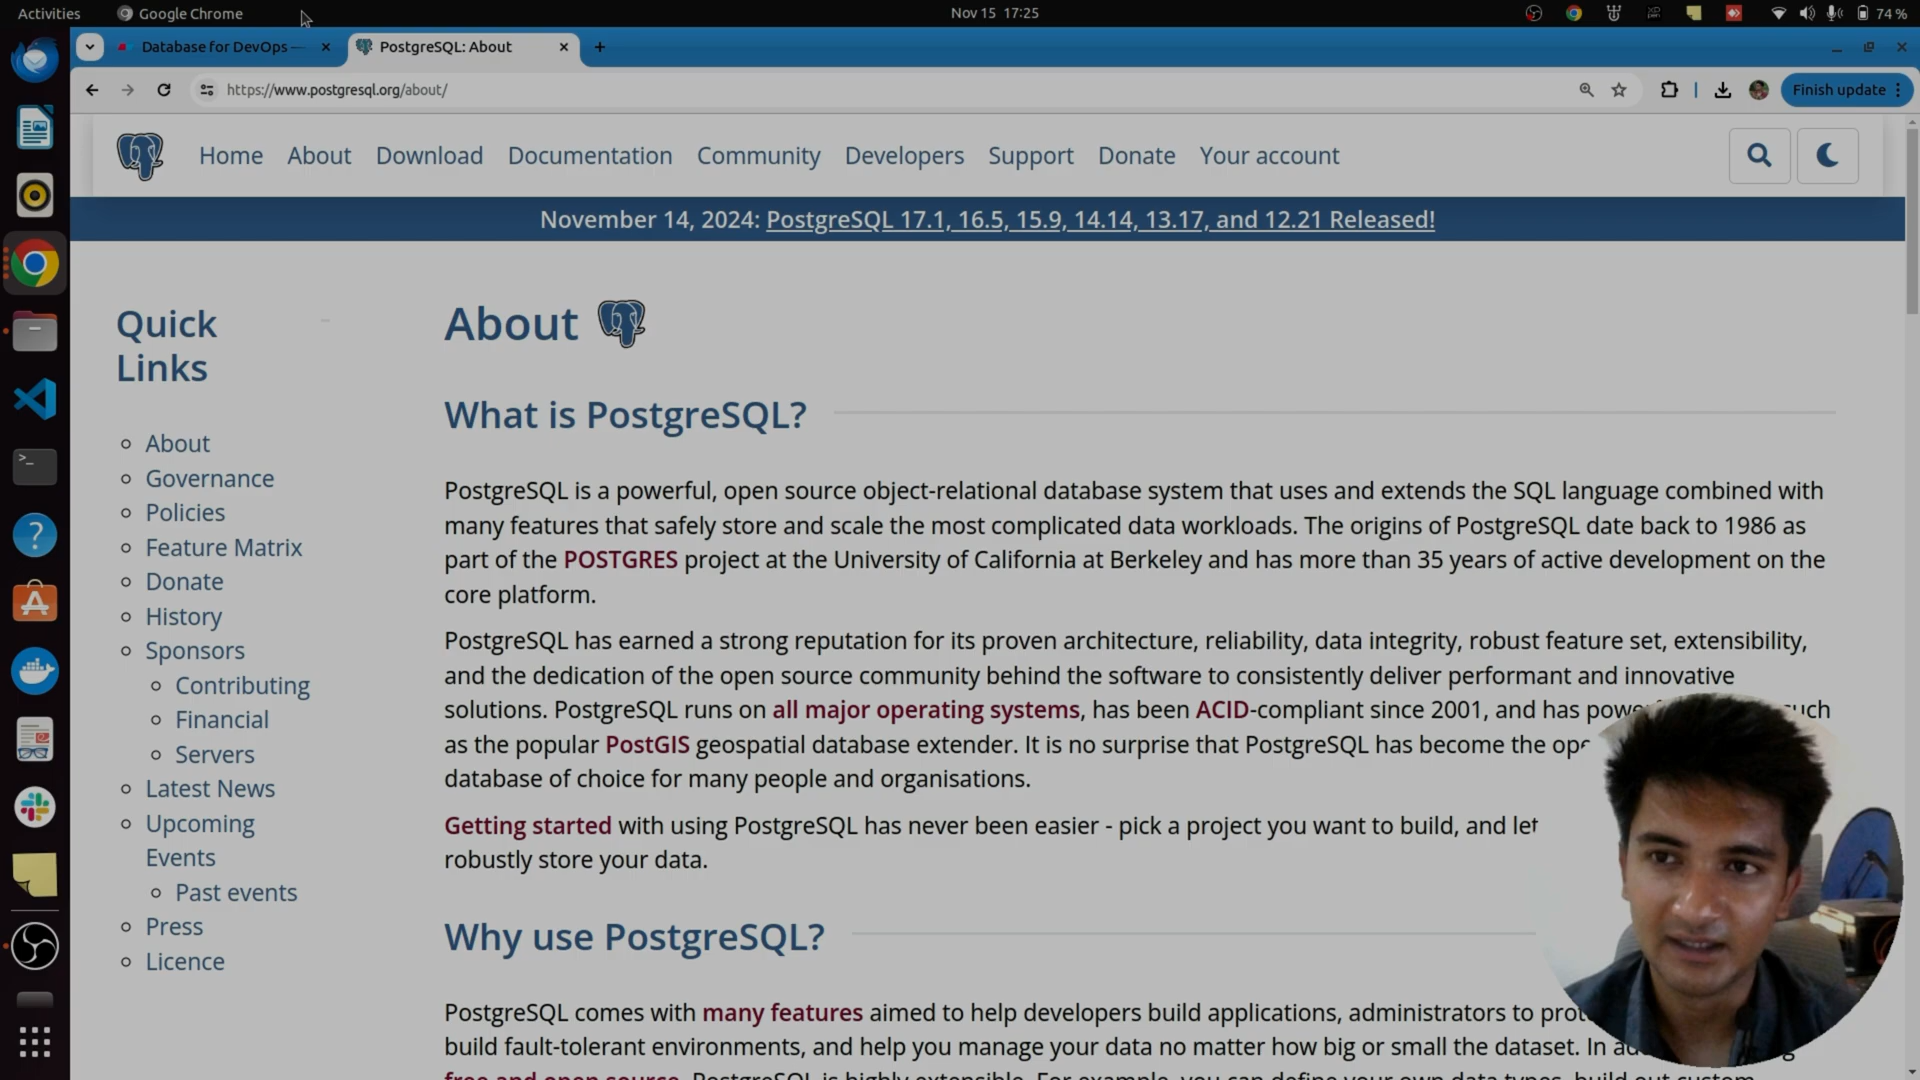 Activities Google Chrome Nov 15 17:25 74 %
Database for DevOps — PostgreSQL: About
https://www.postgresql.org/about/ Finish update
Home About Download Documentation Community Developers Support Donate Your account
November 14, 2024: PostgreSQL 17.1, 16.5, 15.9, 14.14, 13.17, and 12.21 Released!
Quick
Links
About
Governance
Policies
Feature Matrix
Donate
History
Sponsors
Contributing
Financial
Servers
Latest News
Upcoming
Events
Past events
Press
Licence
About
What is PostgreSQL?
PostgreSQL is a powerful, open source object-relational database system that uses and extends the SQL language combined with
many features that safely store and scale the most complicated data workloads. The origins of PostgreSQL date back to 1986 as
part of the POSTGRES project at the University of California at Berkeley and has more than 35 years of active development on the
core platform.
PostgreSQL has earned a strong reputation for its proven architecture, reliability, data integrity, robust feature set, extensibility,
and the dedication of the open source community behind the software to consistently deliver performant and innovative
solutions. PostgreSQL runs on all major operating systems, has been ACID-compliant since 2001, and has
as the popular PostGIS geospatial database extender. It is no surprise that PostgreSQL has become the
database of choice for many people and organisations.
Getting started with using PostgreSQL has never been easier - pick a project you want to build, and let
robustly store your data.
Why use PostgreSQL?
PostgreSQL comes with many features aimed to help developers build applications, administrators to
build fault-tolerant environments, and help you manage your data no matter how big or small the dataset. In
free and open source, PostgreSQL is highly extensible. For example, you can define your own data types, build out custom